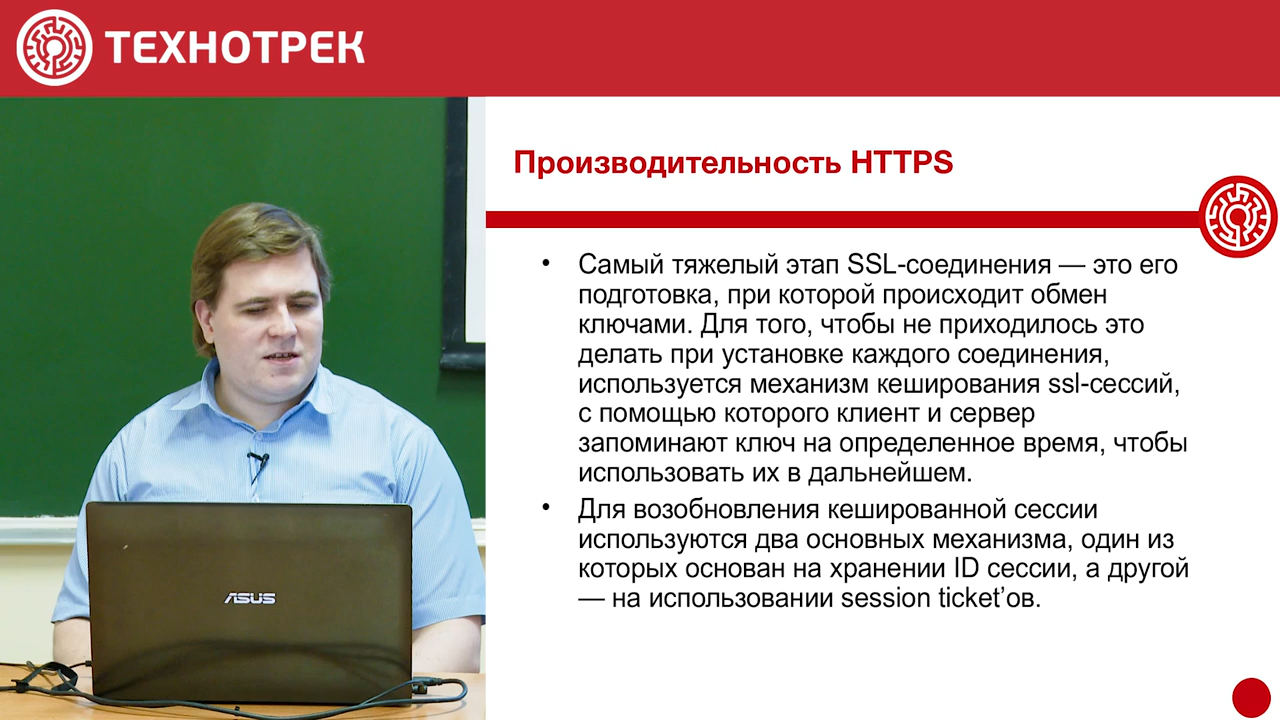 ТЕХНОТРЕК
Производительность HTTPS
• Самый тяжелый этап SSL-соединения — это его
подготовка, при которой происходит обмен
ключами. Для того, чтобы не приходилось это
делать при установке каждого соединения,
используется механизм кеширования ssl-сессий,
с помощью которого клиент и сервер
запоминают ключ на определенное время, чтобы
использовать их в дальнейшем.
• Для возобновления кешированной сессии
используются два основных механизма, один из
которых основан на хранении ID сессии, а другой
— на использовании session ticket’ов.
ASUS